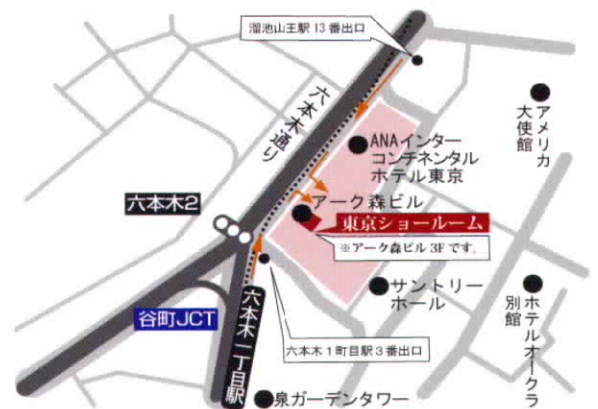 溜池山王駅13番出口
六本木通り
アメリカ
大使館
ANAインター
コンチネンタル
ホテル東京
アーク森ビル
六本木2
東京ショールーム
※アーク森ビル3Fです。
谷町JCT
六本木一丁目駅
サントリー
ホール
ホテルオークラ
別館
六本木1町目駅3番出口
泉ガーデンタワー